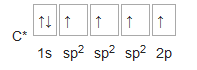 ↑↓ ↑ ↑ ↑ ↑
C*
1s sp² sp² sp² 2p